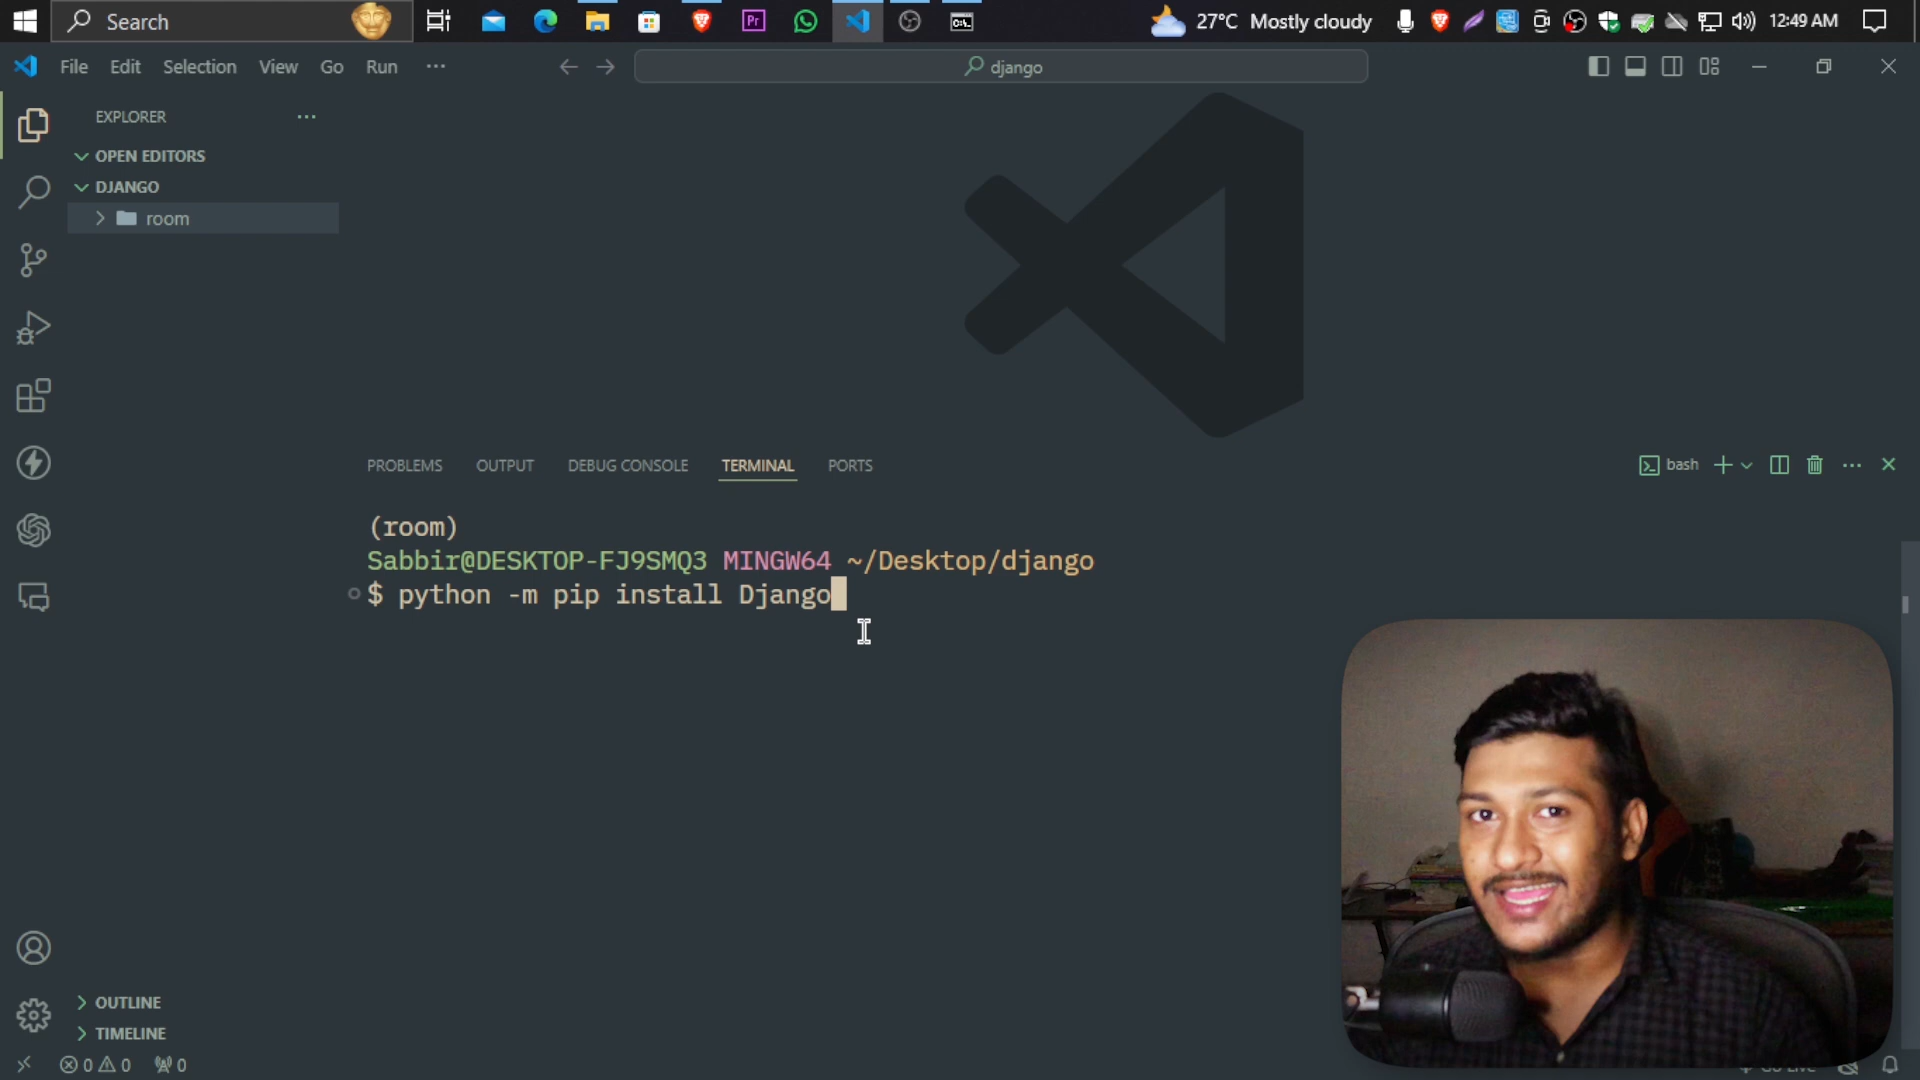 Search
27°C Mostly cloudy
12:49 AM
File Edit Selection View Go Run ...
django
EXPLORER
OPEN EDITORS
DJANGO
room
PROBLEMS OUTPUT DEBUG CONSOLE TERMINAL PORTS
bash
(room)
Sabbir@DESKTOP-FJ9SMQ3 MINGW64 ~/Desktop/django
$ python -m pip install Django
OUTLINE
TIMELINE
0 0 0
Go Live